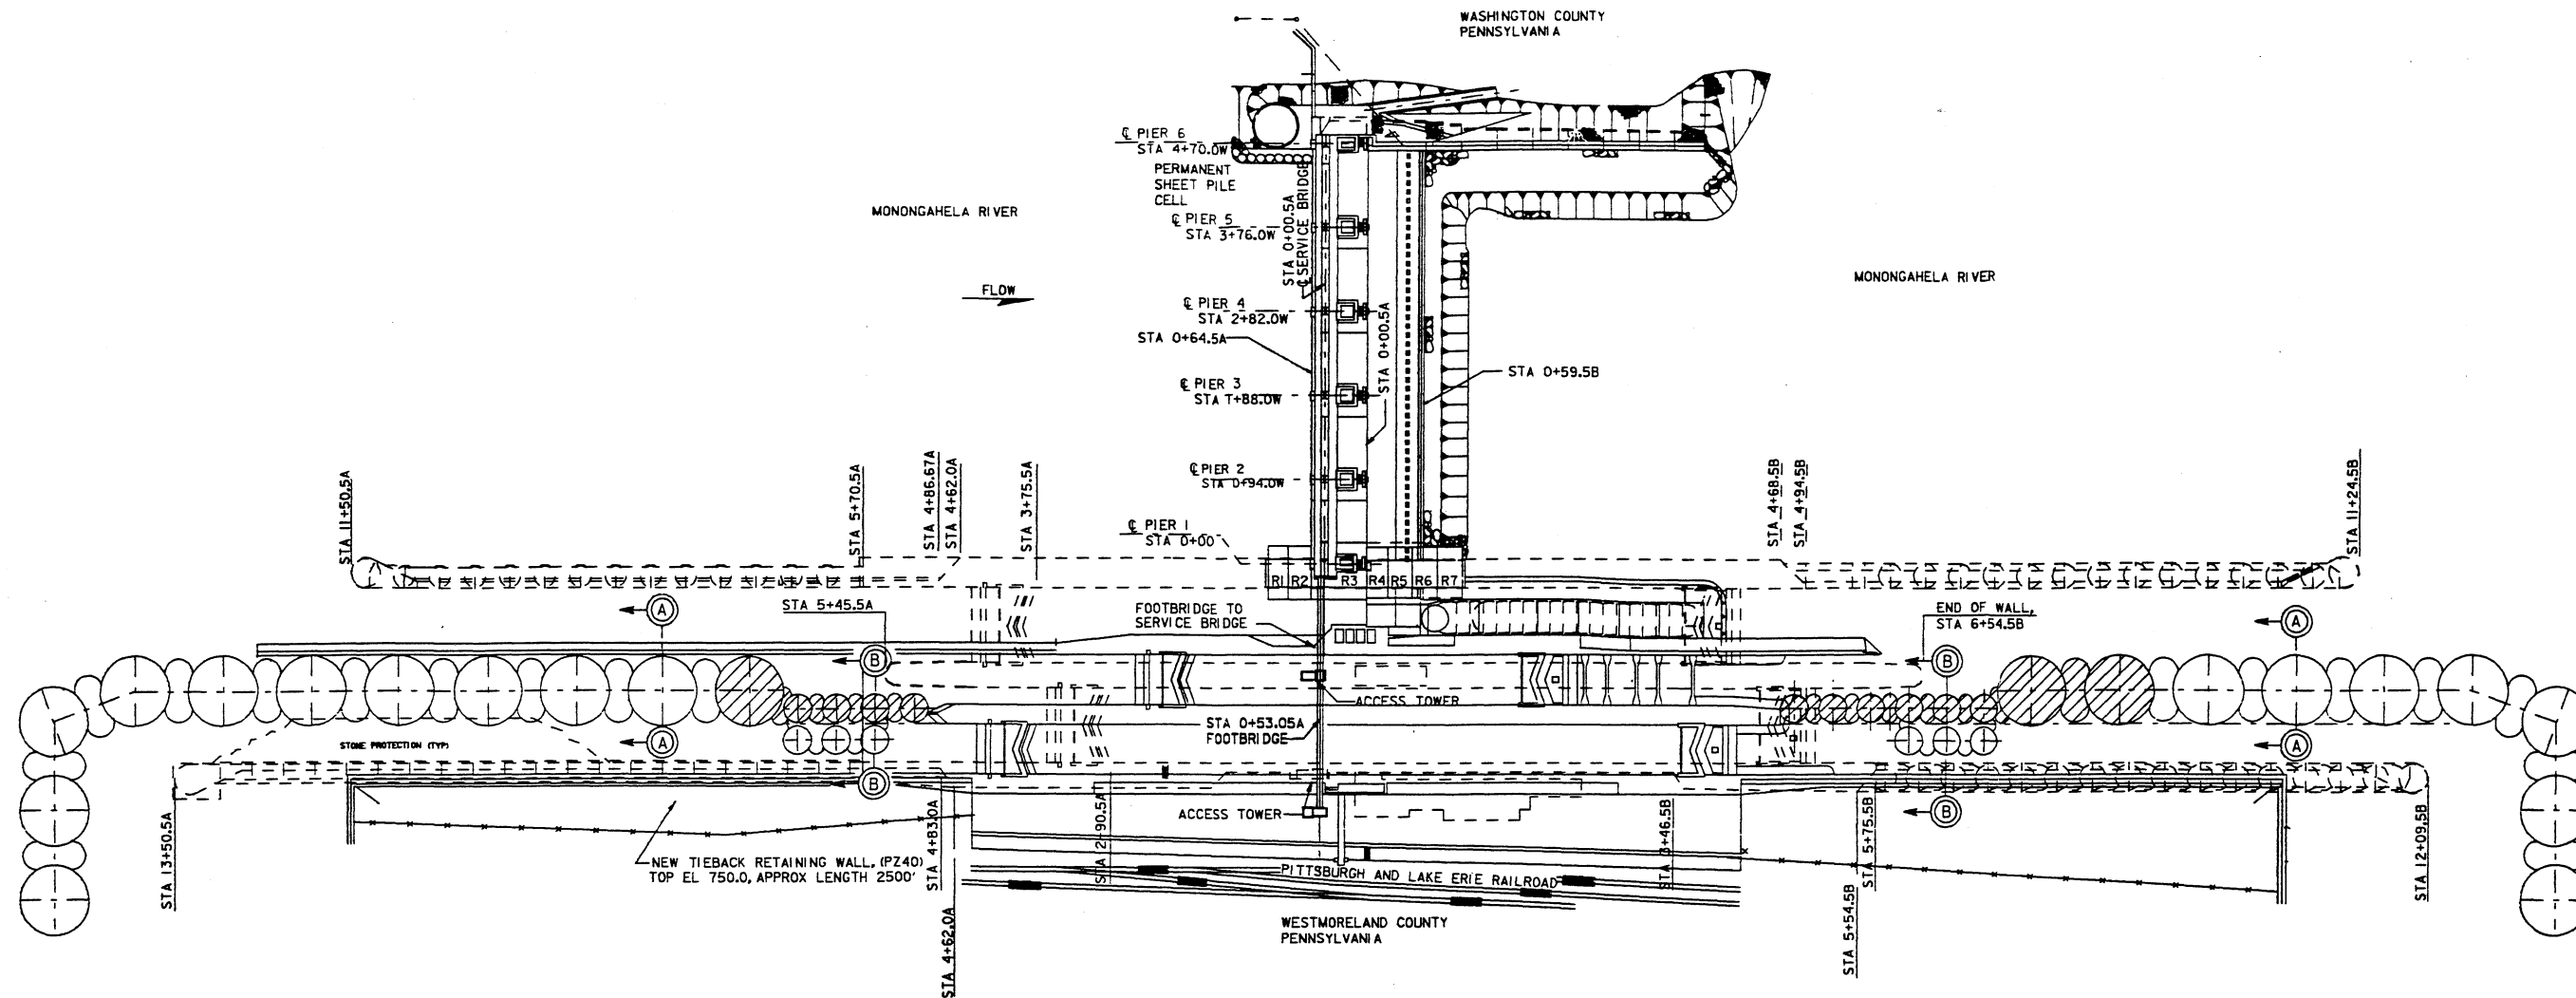 WASHINGTON COUNTY
PENNSYLVANIA
℄ PIER 6
STA 4+70.0W
PERMANENT
SHEET PILE
CELL
MONONGAHELA RIVER
℄ PIER 5
STA 3+76.0W
STA 0+00.5A
℄ SERVICE BRIDGE
MONONGAHELA RIVER
FLOW
℄ PIER 4
STA 2+82.0W
STA 0+64.5A
STA 0+00.5A
STA 0+59.5B
℄ PIER 3
STA T+88.0W
℄ PIER 2
STA 0+94.0W
℄ PIER 1
STA 0+00
STA 11+50.5A
STA 5+70.5A
STA 4+86.67A
STA 4+62.0A
STA 3+75.5A
STA 4+68.5B
STA 4+94.5B
STA 11+24.5B
R1 R2 R3 R4 R5 R6 R7
A
STA 5+45.5A
FOOTBRIDGE TO
SERVICE BRIDGE
END OF WALL,
STA 6+54.5B
A
B
B
ACCESS TOWER
STA 0+53.05A
FOOTBRIDGE
STONE PROTECTION (TYP)
A
A
B
B
ACCESS TOWER
STA 13+50.5A
NEW TIEBACK RETAINING WALL, (PZ40)
TOP EL 750.0, APPROX LENGTH 2500'
STA 4+83.0A
STA 4+62.0A
STA 2+90.5A
PITTSBURGH AND LAKE ERIE RAILROAD
STA 3+46.5B
STA 5+75.5B
STA 5+54.5B
STA 12+09.5B
WESTMORELAND COUNTY
PENNSYLVANIA